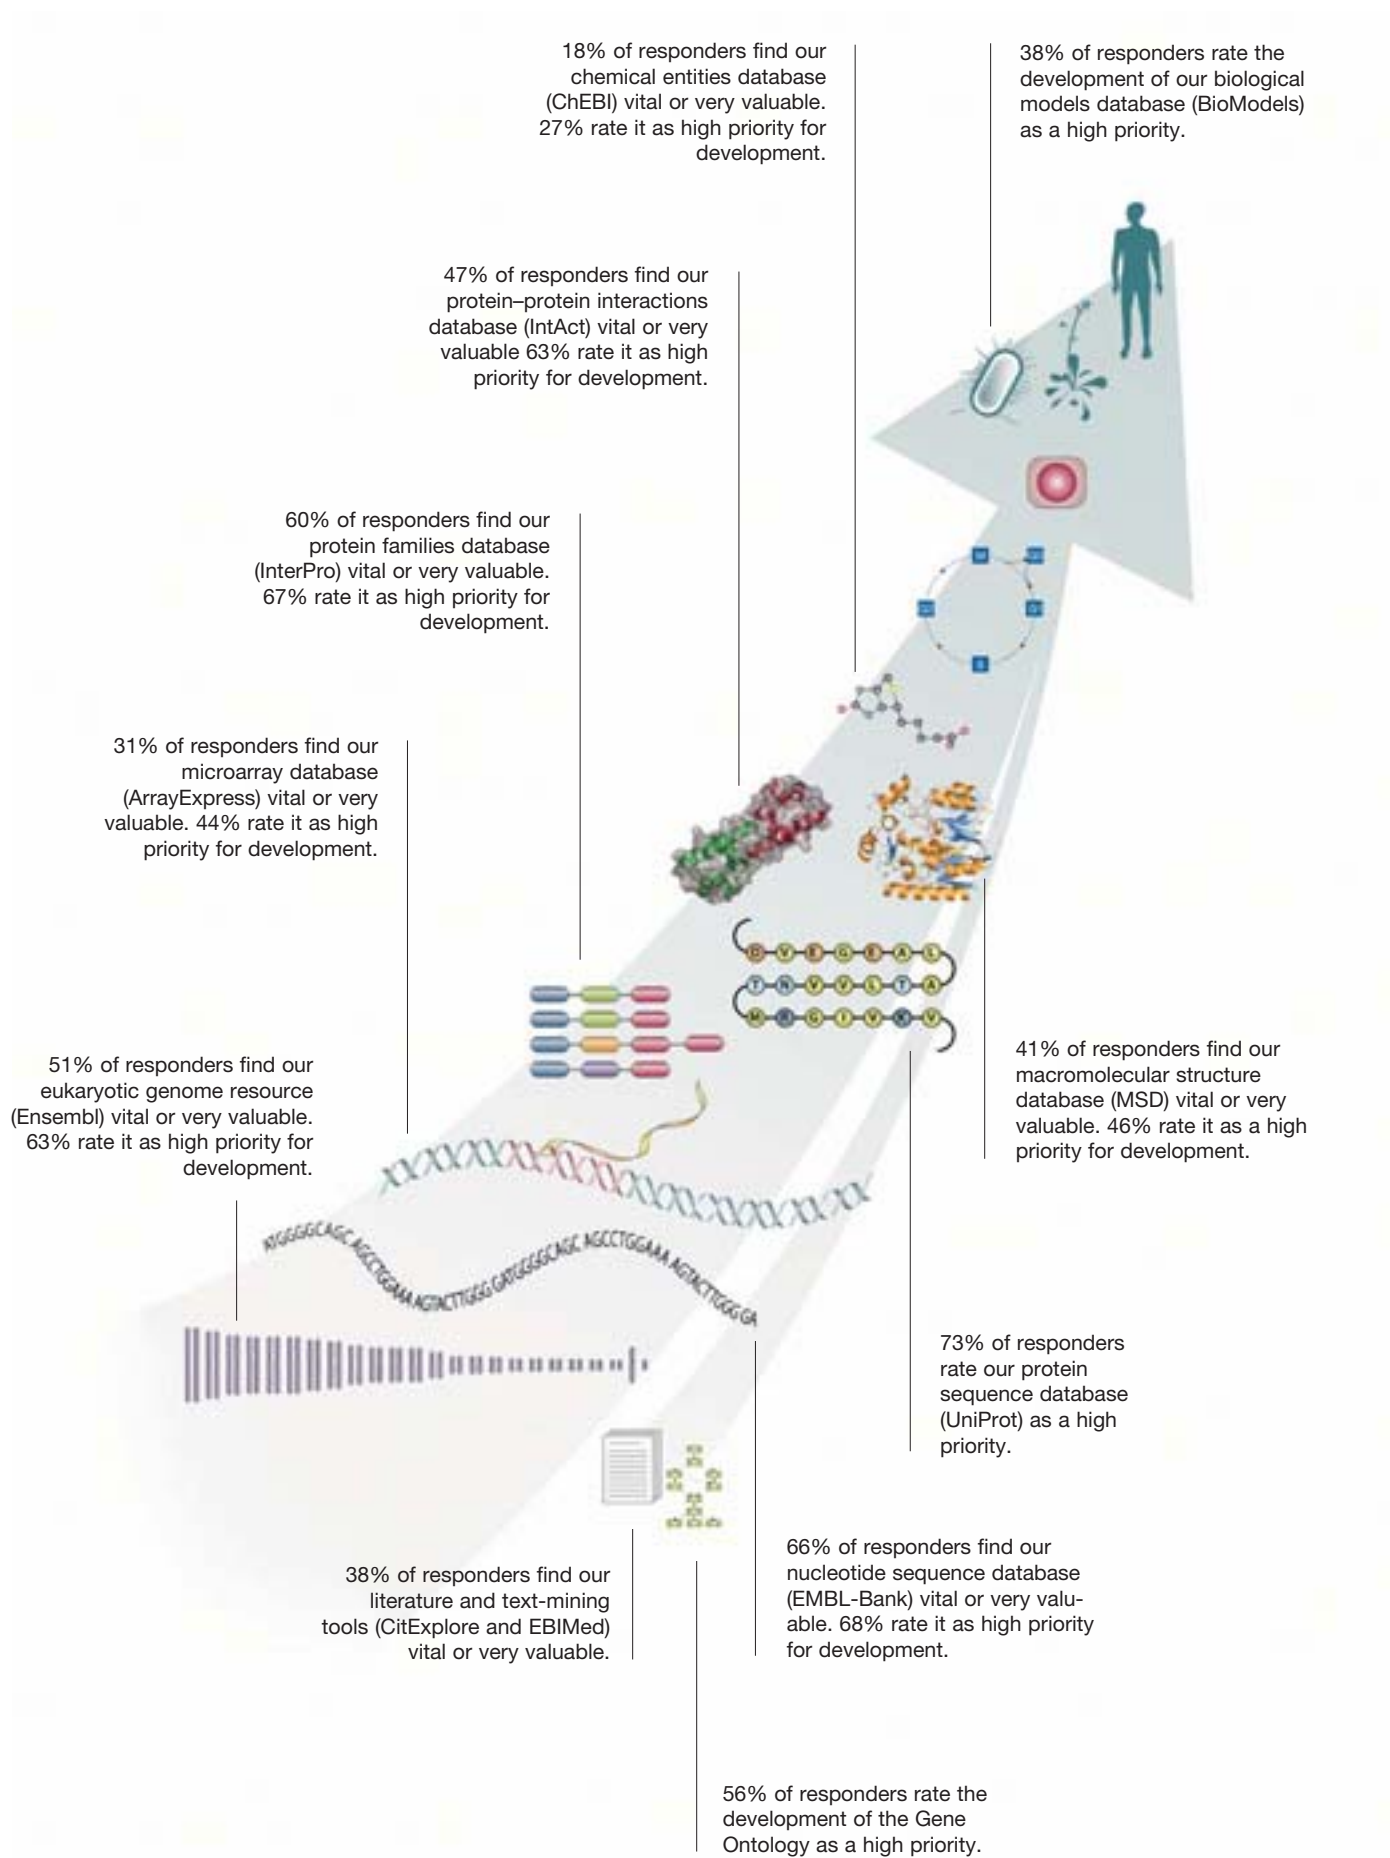 18% of responders find our
chemical entities database
(ChEBI) vital or very valuable.
27% rate it as high priority for
development.
38% of responders rate the
development of our biological
models database (BioModels)
as a high priority.
47% of responders find our
protein–protein interactions
database (IntAct) vital or very
valuable 63% rate it as high
priority for development.
60% of responders find our
protein families database
(InterPro) vital or very valuable.
67% rate it as high priority for
development.
31% of responders find our
microarray database
(ArrayExpress) vital or very
valuable. 44% rate it as high
priority for development.
D V E G E A L
T N V V L T A
M R G I V K V
51% of responders find our
eukaryotic genome resource
(Ensembl) vital or very valuable.
63% rate it as high priority for
development.
41% of responders find our
macromolecular structure
database (MSD) vital or very
valuable. 46% rate it as a high
priority for development.
ATGGGGCAGC AGCCTGGAAA AGTACTTGGG GATGGGGCAGC AGCCTGGAAA AGTACTTGGG GA
73% of responders
rate our protein
sequence database
(UniProt) as a high
priority.
38% of responders find our
literature and text-mining
tools (CitExplore and EBIMed)
vital or very valuable.
66% of responders find our
nucleotide sequence database
(EMBL-Bank) vital or very valu-
able. 68% rate it as high priority
for development.
56% of responders rate the
development of the Gene
Ontology as a high priority.